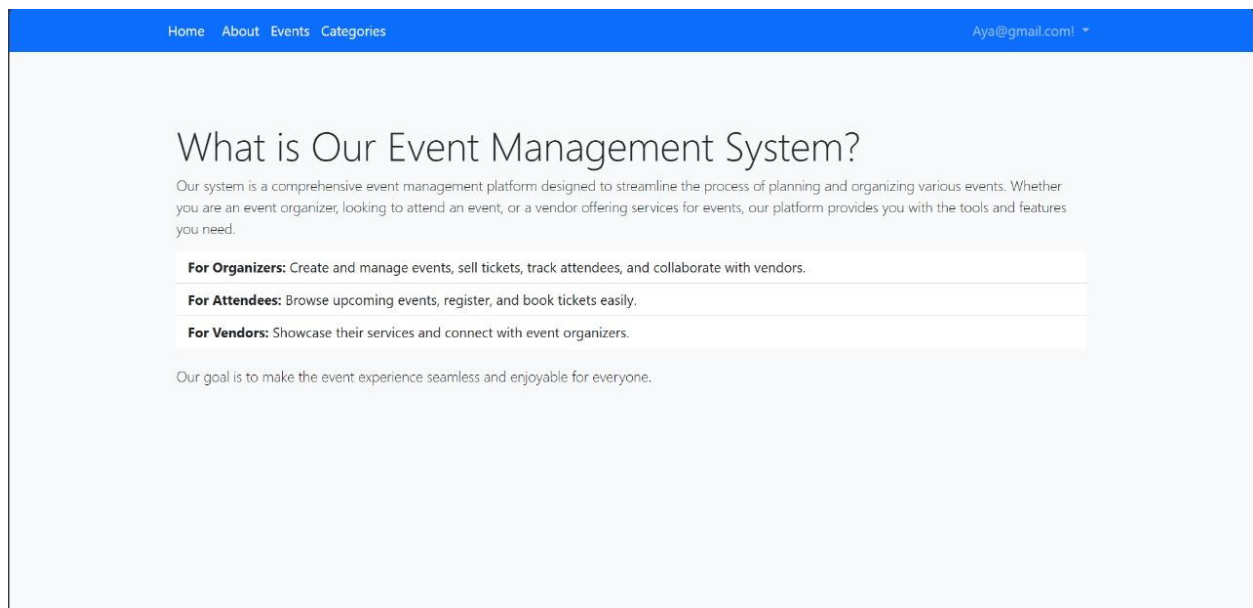 Home About Events Categories Aya@gmail.com!
What is Our Event Management System?
Our system is a comprehensive event management platform designed to streamline the process of planning and organizing various events. Whether
you are an event organizer, looking to attend an event, or a vendor offering services for events, our platform provides you with the tools and features
you need.
For Organizers: Create and manage events, sell tickets, track attendees, and collaborate with vendors.
For Attendees: Browse upcoming events, register, and book tickets easily.
For Vendors: Showcase their services and connect with event organizers.
Our goal is to make the event experience seamless and enjoyable for everyone.